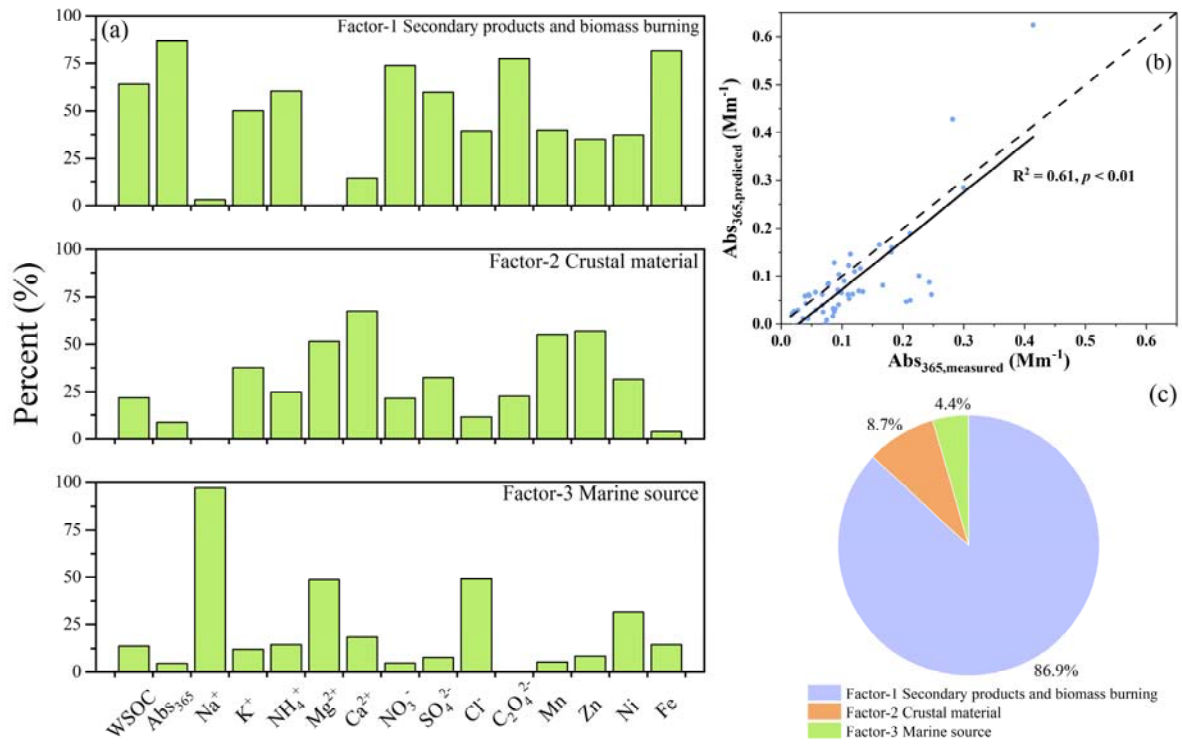 (a)
Factor-1 Secondary products and biomass burning
100
75
50
25
0
Factor-2 Crustal material
100
75
50
25
0
Factor-3 Marine source
100
75
50
25
0
Percent (%)
WSOC Abs₃₆₅ Na⁺ K⁺ NH₄⁺ Mg²⁺ Ca²⁺ NO₃⁻ SO₄²⁻ Cl⁻ C₂O₄²⁻ Mn Zn Ni Fe
(b)
Abs₃₆₅,predicted (Mm⁻¹)
0.6
0.5
0.4
0.3
0.2
0.1
0.0
R² = 0.61, p < 0.01
0.0 0.1 0.2 0.3 0.4 0.5 0.6
Abs₃₆₅,measured (Mm⁻¹)
(c)
4.4%
8.7%
86.9%
Factor-1 Secondary products and biomass burning
Factor-2 Crustal material
Factor-3 Marine source